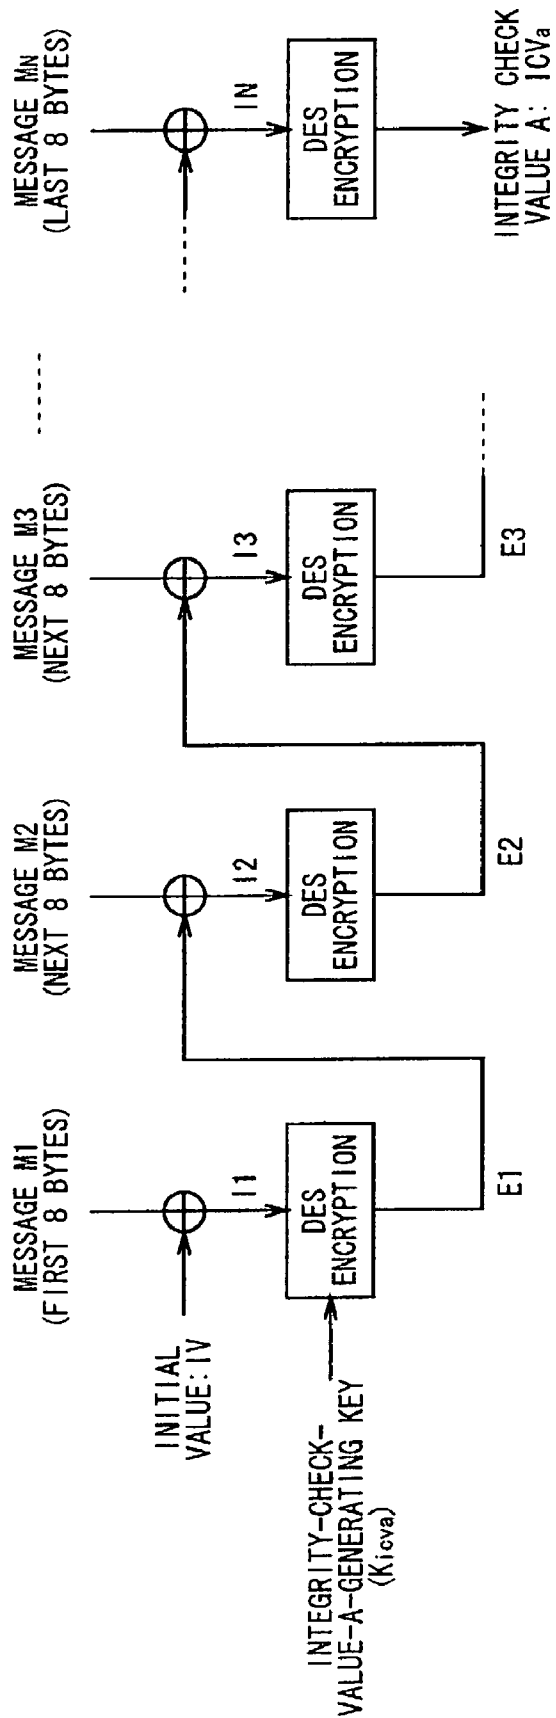 MESSAGE M1
(FIRST 8 BYTES)
MESSAGE M2
(NEXT 8 BYTES)
MESSAGE M3
(NEXT 8 BYTES)
MESSAGE MN
(LAST 8 BYTES)
INITIAL
VALUE: IV
I1
I2
I3
IN
DES
ENCRYPTION
DES
ENCRYPTION
DES
ENCRYPTION
DES
ENCRYPTION
INTEGRITY-CHECK-
VALUE-A-GENERATING KEY
(Kicva)
E1
E2
E3
INTEGRITY CHECK
VALUE A: ICVa